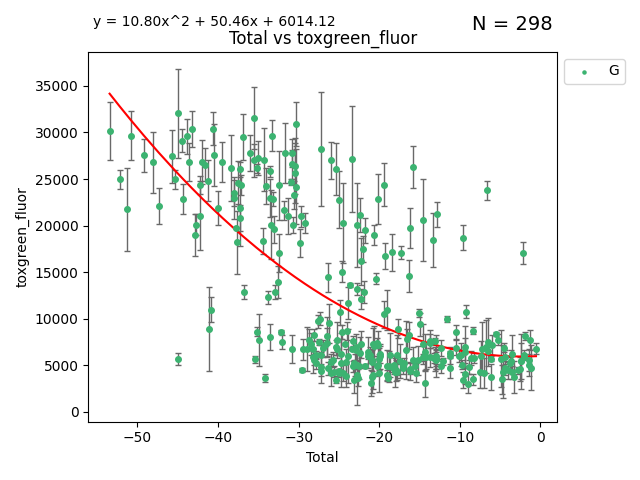 y = 10.80x^2 + 50.46x + 6014.12
N = 298
Total vs toxgreen_fluor
G
toxgreen_fluor
35000
30000
25000
20000
15000
10000
5000
0
−50
−40
−30
−20
−10
0
Total